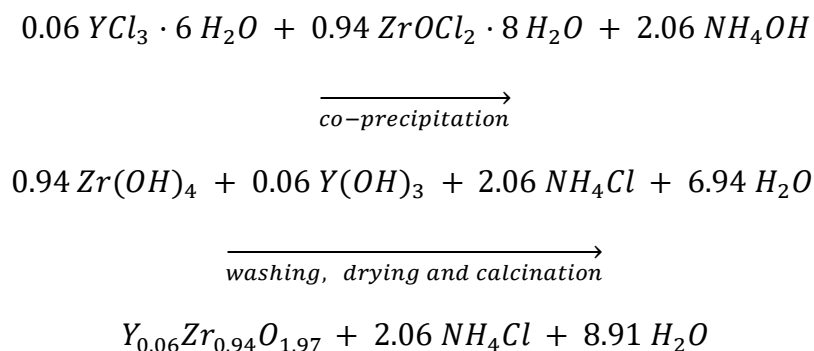 0.06 YCl₃ · 6 H₂O + 0.94 ZrOCl₂ · 8 H₂O + 2.06 NH₄OH
co−precipitation
0.94 Zr(OH)₄ + 0.06 Y(OH)₃ + 2.06 NH₄Cl + 6.94 H₂O
washing, drying and calcination
Y₀.₀₆Zr₀.₉₄O₁.₉₇ + 2.06 NH₄Cl + 8.91 H₂O